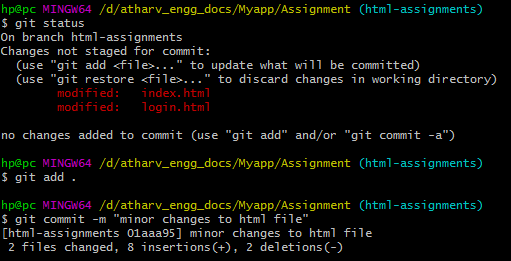 hp@pc MINGW64 /d/atharv_engg_docs/Myapp/Assignment (html-assignments)
$ git status
On branch html-assignments
Changes not staged for commit:
  (use "git add <file>..." to update what will be committed)
  (use "git restore <file>..." to discard changes in working directory)
        modified:   index.html
        modified:   login.html

no changes added to commit (use "git add" and/or "git commit -a")

hp@pc MINGW64 /d/atharv_engg_docs/Myapp/Assignment (html-assignments)
$ git add .

hp@pc MINGW64 /d/atharv_engg_docs/Myapp/Assignment (html-assignments)
$ git commit -m "minor changes to html file"
[html-assignments 01aaa95] minor changes to html file
 2 files changed, 8 insertions(+), 2 deletions(-)